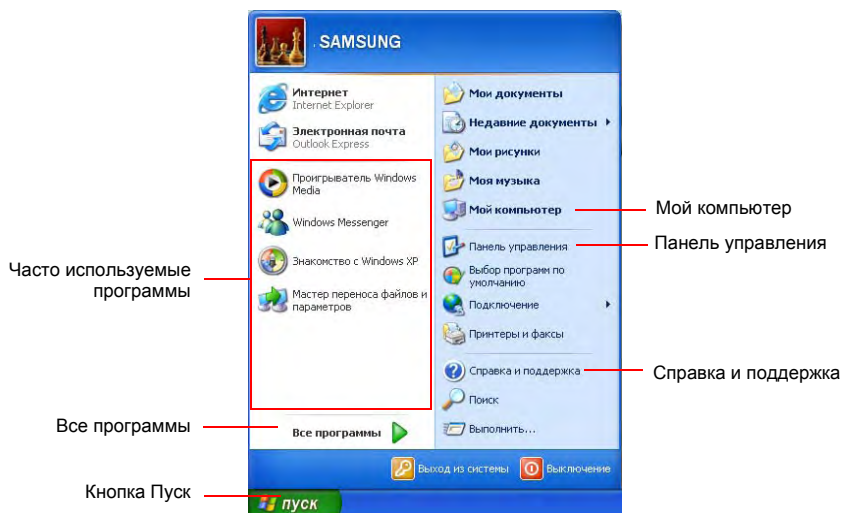 SAMSUNG
Интернет
Internet Explorer
Электронная почта
Outlook Express
Проигрыватель Windows
Media
Windows Messenger
Знакомство с Windows XP
Мастер переноса файлов и
параметров
Все программы
Мои документы
Недавние документы
Мои рисунки
Моя музыка
Мой компьютер
Панель управления
Выбор программ по
умолчанию
Подключение
Принтеры и факсы
Справка и поддержка
Поиск
Выполнить...
Выход из системы
Выключение
пуск
Часто используемые
программы
Все программы
Кнопка Пуск
Мой компьютер
Панель управления
Справка и поддержка